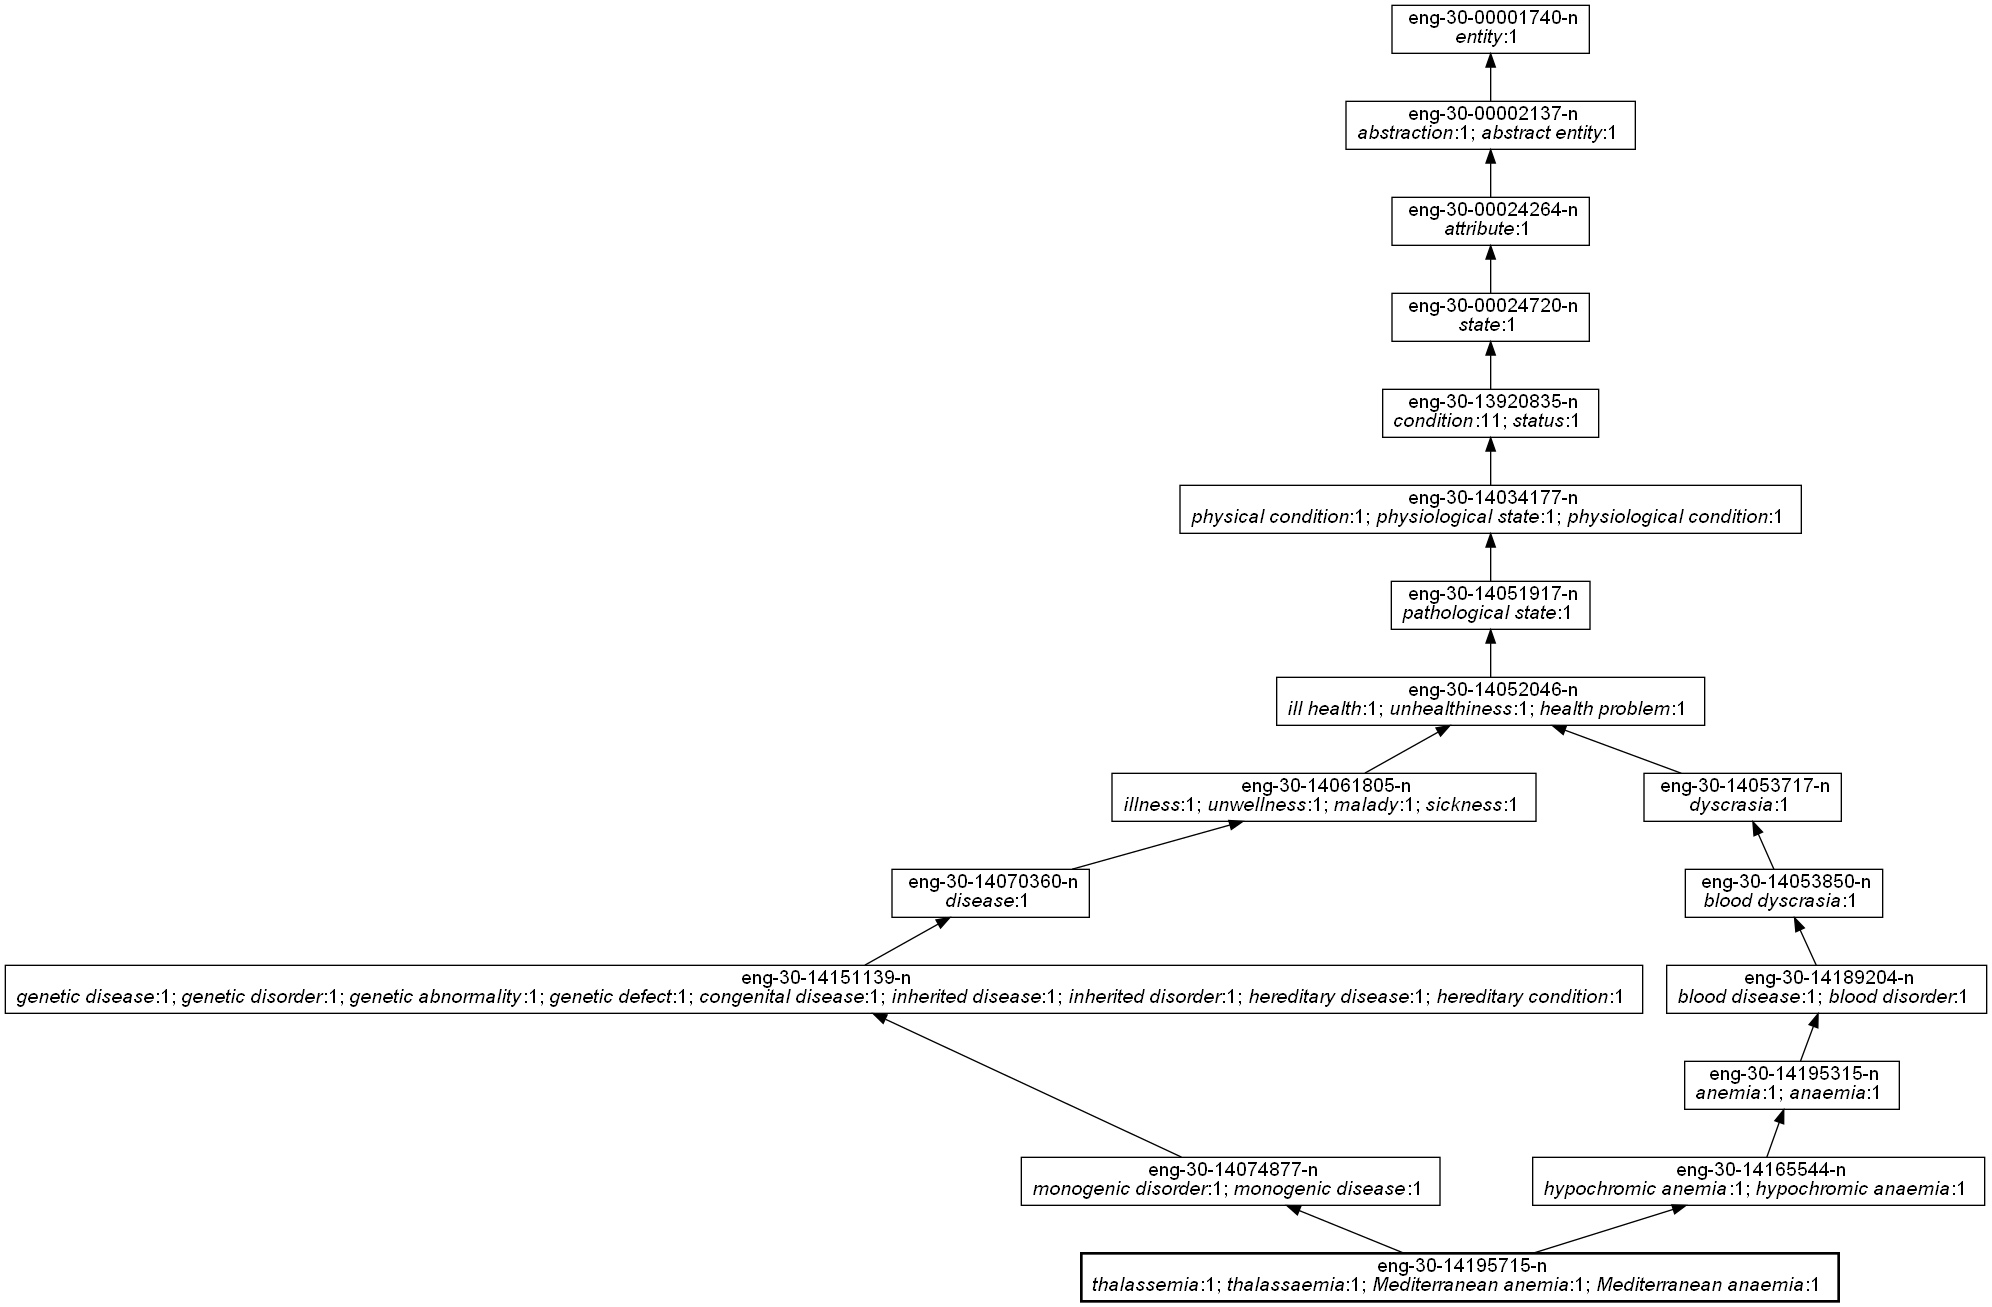 eng-30-00001740-n
entity:1
eng-30-00002137-n
abstraction:1; abstract entity:1
eng-30-00024264-n
attribute:1
eng-30-00024720-n
state:1
eng-30-13920835-n
condition:11; status:1
eng-30-14034177-n
physical condition:1; physiological state:1; physiological condition:1
eng-30-14051917-n
pathological state:1
eng-30-14052046-n
ill health:1; unhealthiness:1; health problem:1
eng-30-14061805-n
illness:1; unwellness:1; malady:1; sickness:1
eng-30-14053717-n
dyscrasia:1
eng-30-14070360-n
disease:1
eng-30-14053850-n
blood dyscrasia:1
eng-30-14151139-n
genetic disease:1; genetic disorder:1; genetic abnormality:1; genetic defect:1; congenital disease:1; inherited disease:1; inherited disorder:1; hereditary disease:1; hereditary condition:1
eng-30-14189204-n
blood disease:1; blood disorder:1
eng-30-14195315-n
anemia:1; anaemia:1
eng-30-14074877-n
monogenic disorder:1; monogenic disease:1
eng-30-14165544-n
hypochromic anemia:1; hypochromic anaemia:1
eng-30-14195715-n
thalassemia:1; thalassaemia:1; Mediterranean anemia:1; Mediterranean anaemia:1